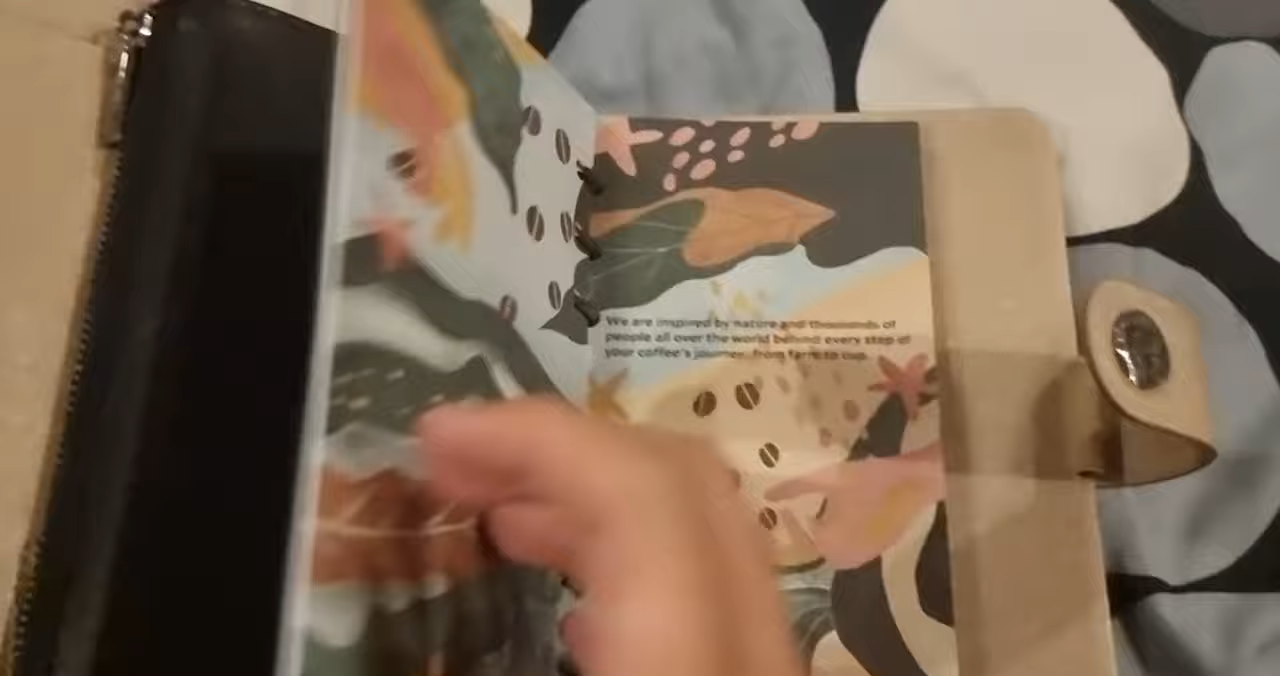 We are inspired by nature and thousands of
people all over the world behind every step of
your coffee's journey, from farm to cup.